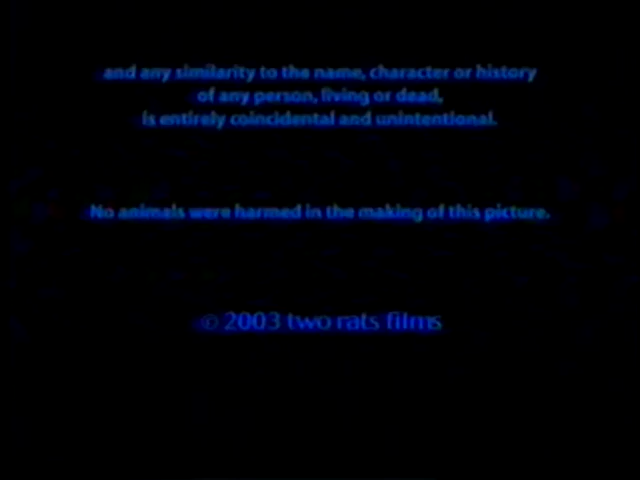 and any similarity to the name, character or history
of any person, living or dead,
is entirely coincidental and unintentional.
No animals were harmed in the making of this picture.
© 2003 two rats films